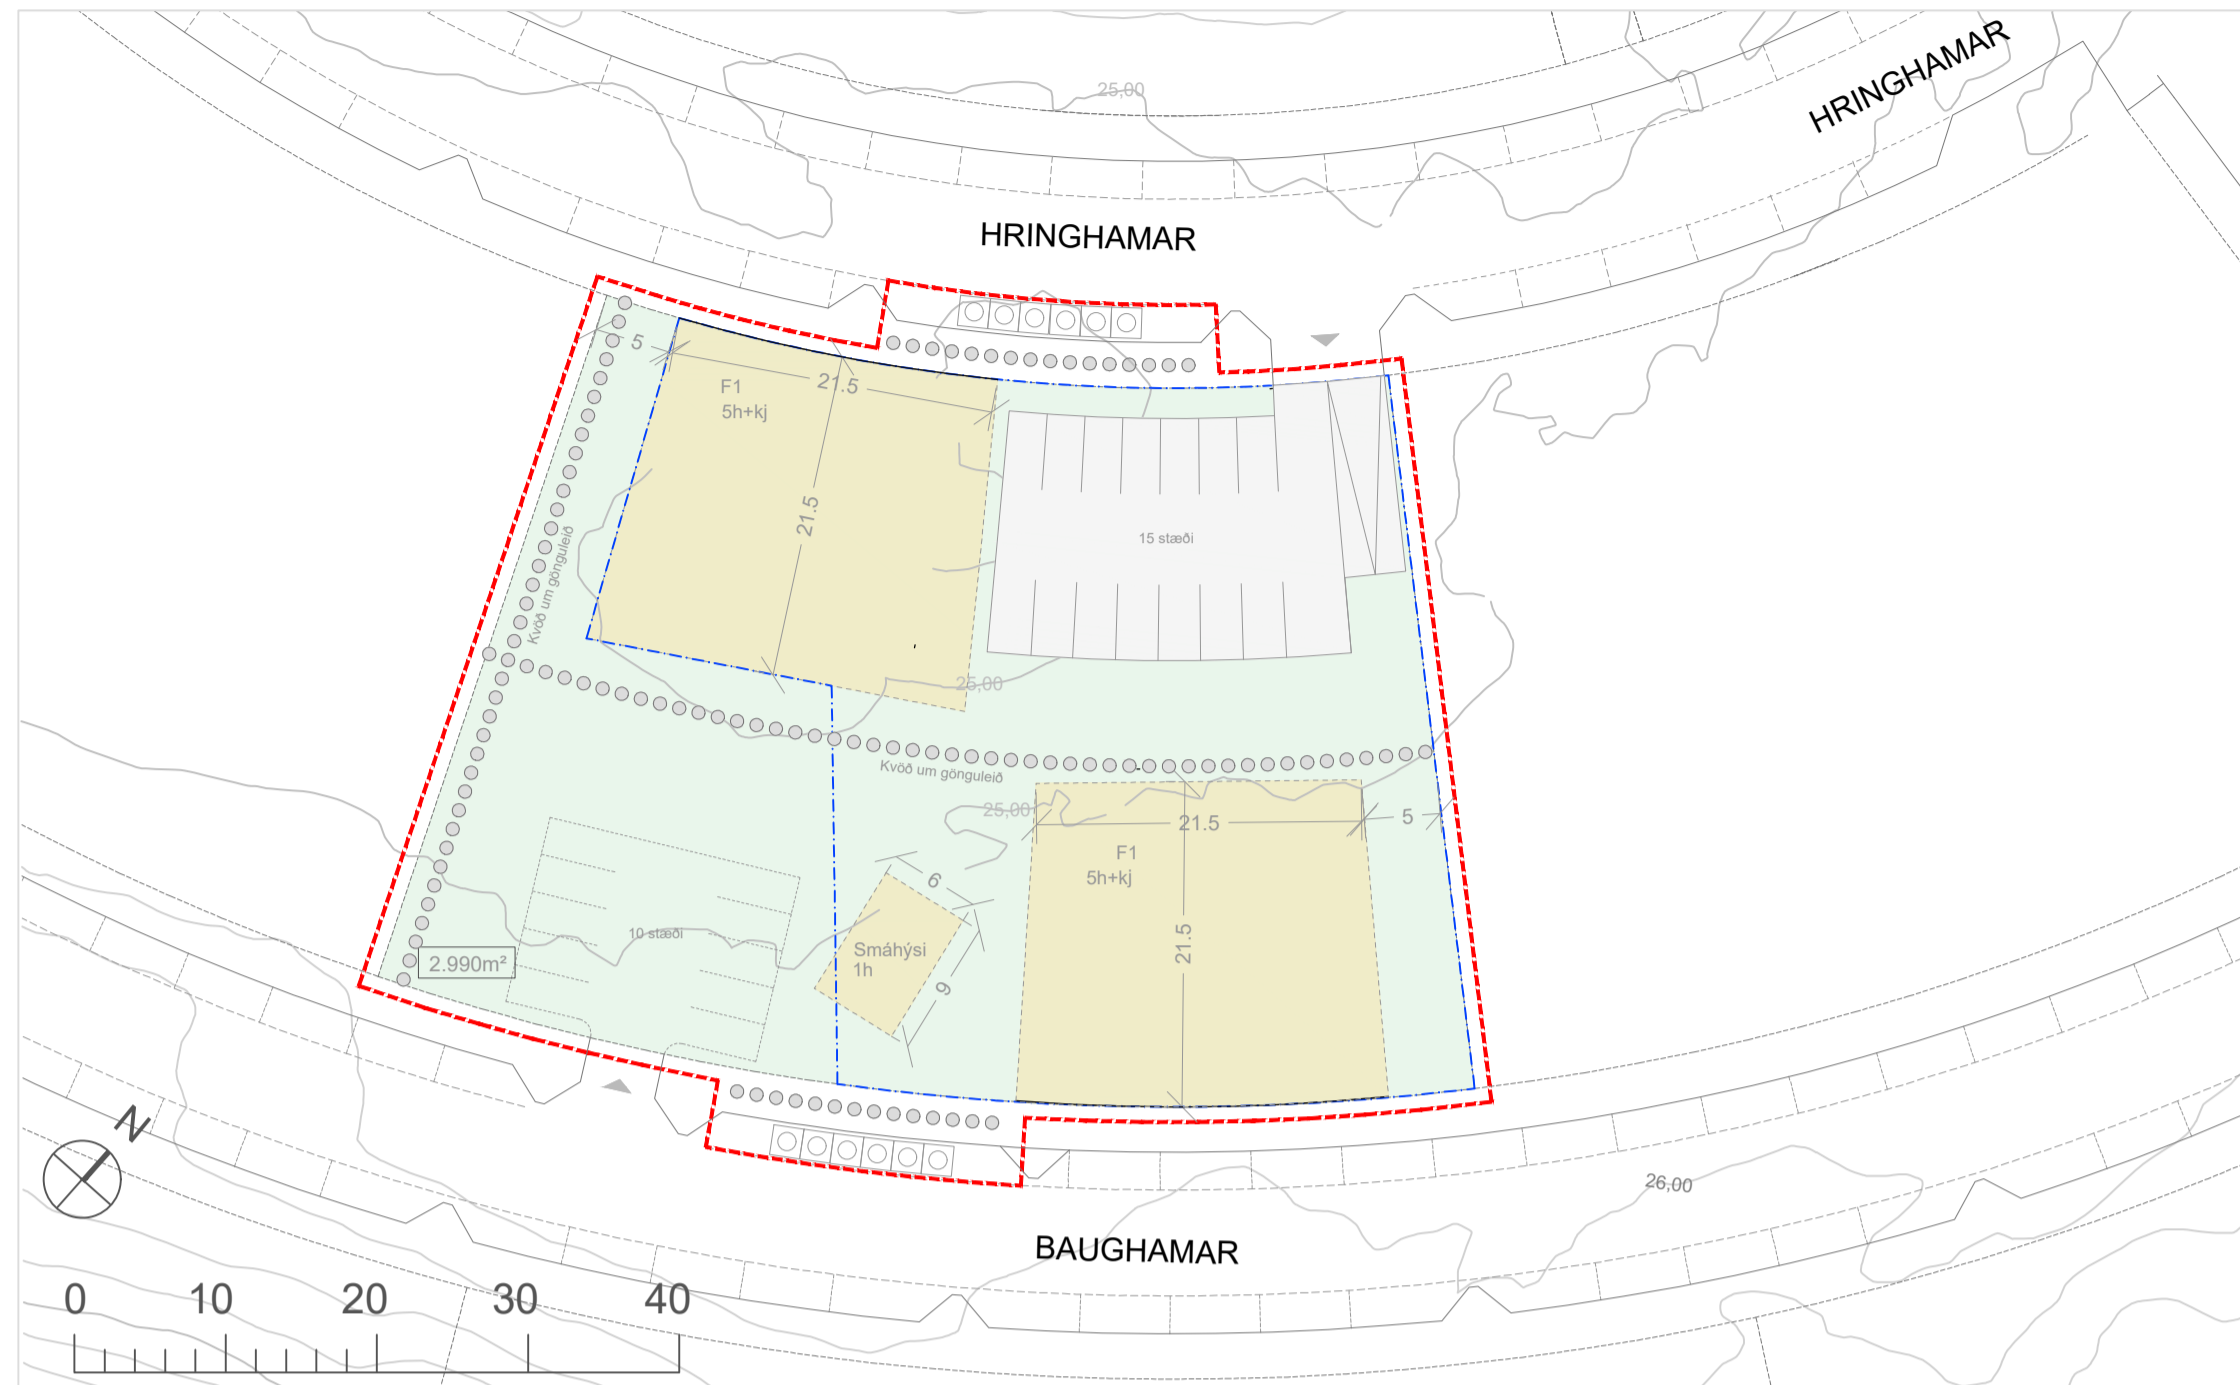 HRINGHAMAR
25,00
HRINGHAMAR
5
21.5
F1
5h+kj
21.5
15 stæði
Kvöð um gönguleið
25,00
Kvöð um gönguleið
25,00
21.5
5
F1
5h+kj
6
10 stæði
21.5
Smáhýsi
1h
9
2.990m²
N
26,00
BAUGHAMAR
0 10 20 30 40